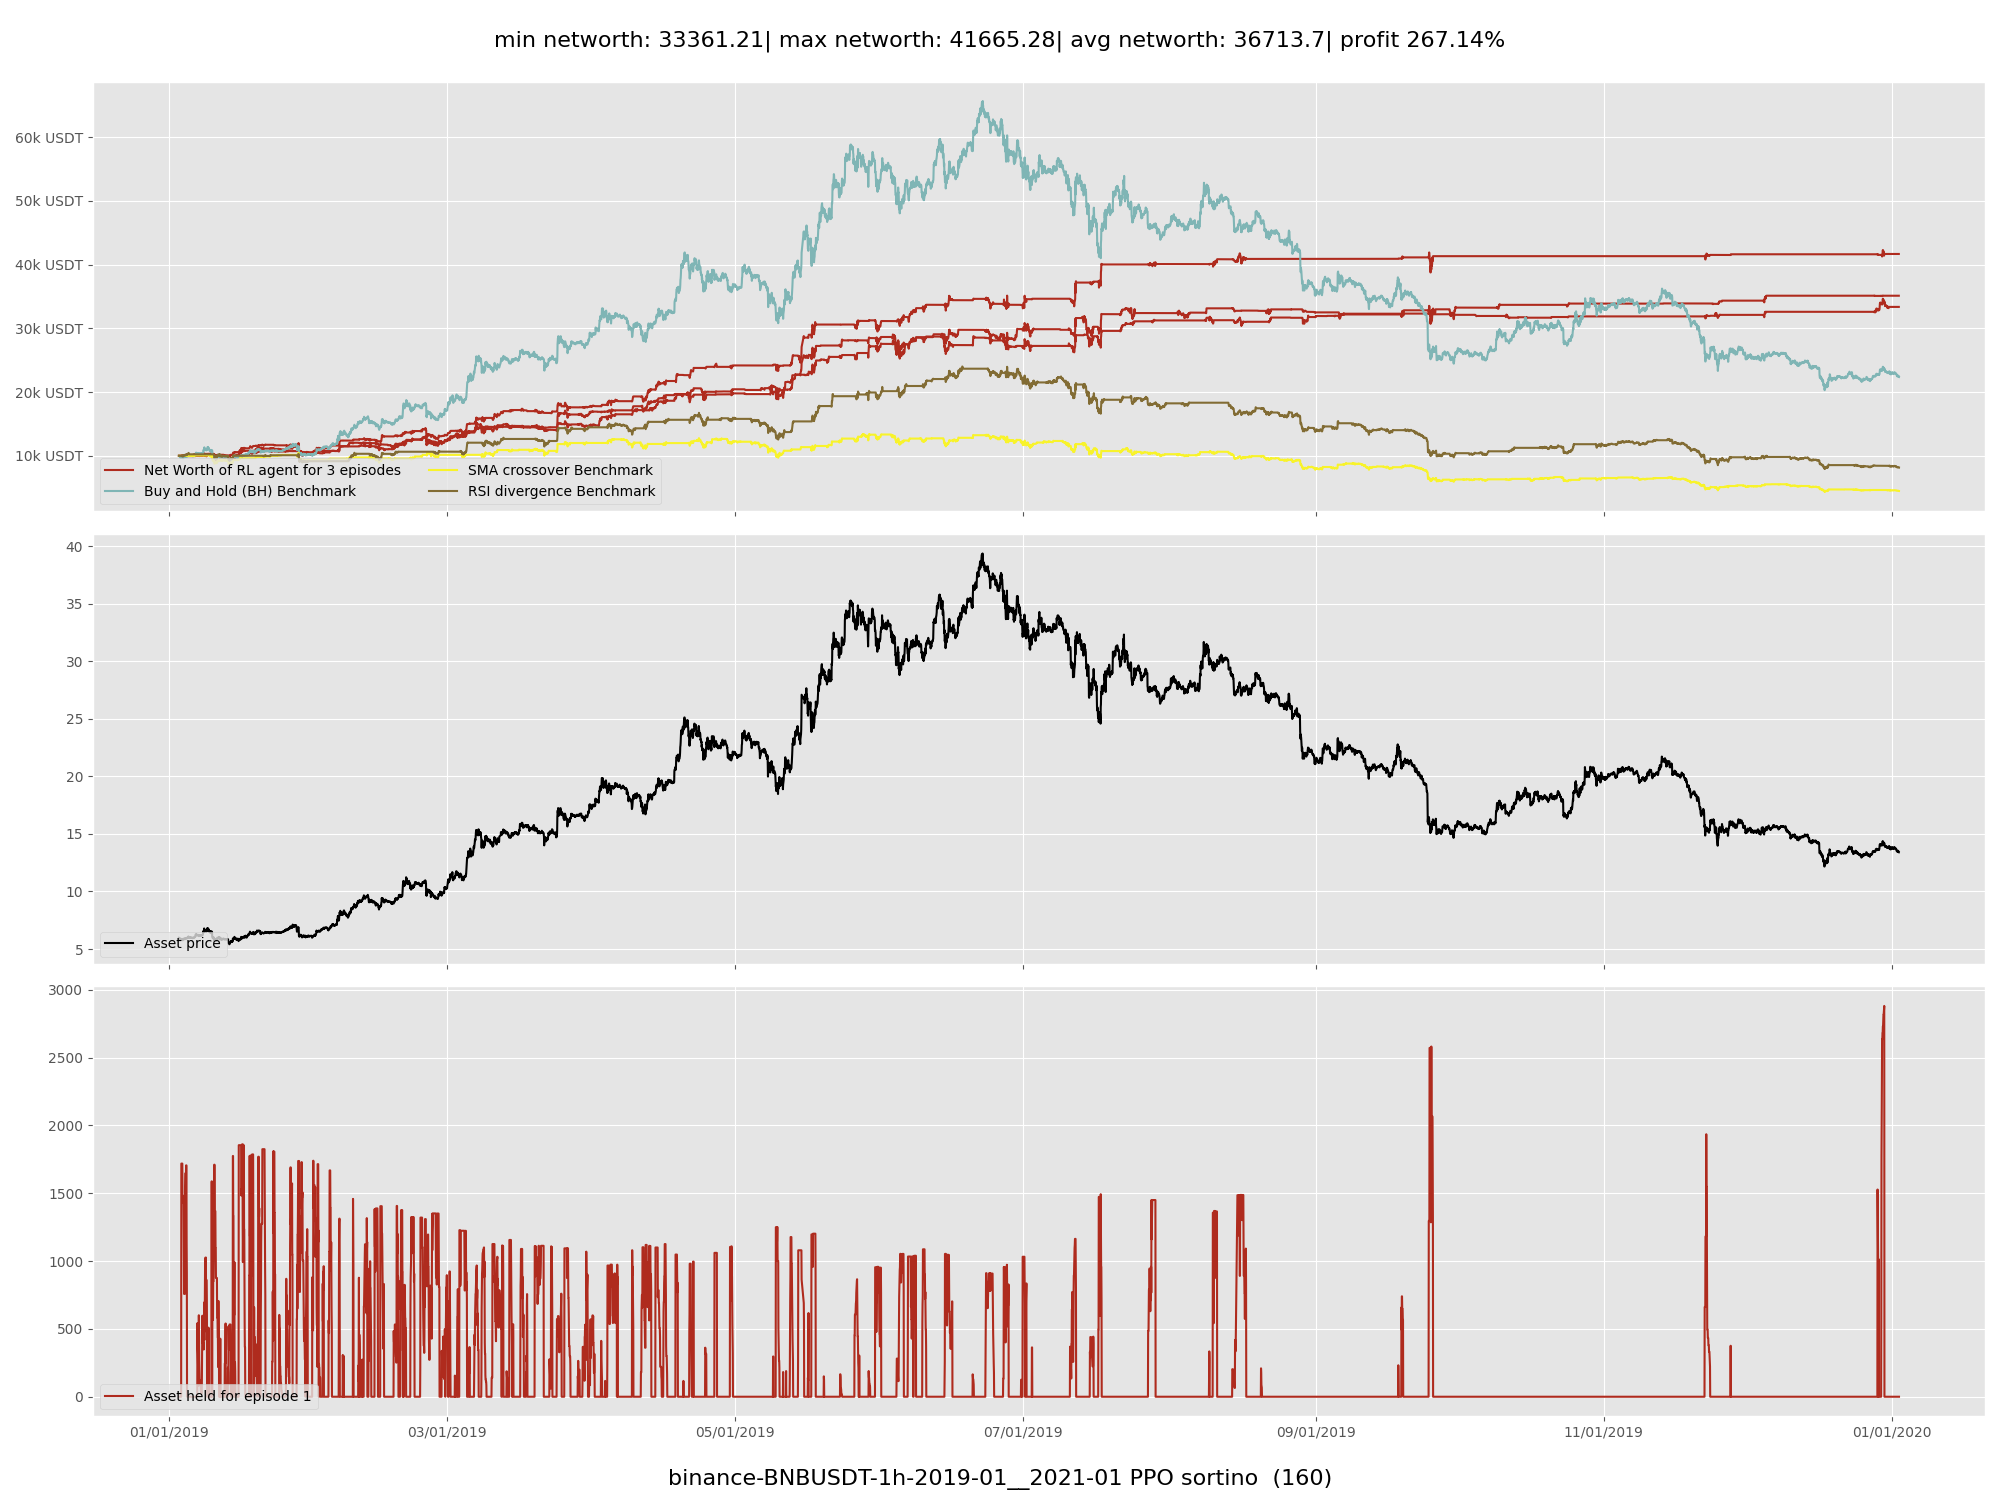 min networth: 33361.21| max networth: 41665.28| avg networth: 36713.7| profit 267.14%
60k USDT
50k USDT
40k USDT
30k USDT
20k USDT
10k USDT
Net Worth of RL agent for 3 episodes
Buy and Hold (BH) Benchmark
SMA crossover Benchmark
RSI divergence Benchmark
40
35
30
25
20
15
10
5
Asset price
3000
2500
2000
1500
1000
500
0
Asset held for episode 1
01/01/2019
03/01/2019
05/01/2019
07/01/2019
09/01/2019
11/01/2019
01/01/2020
binance-BNBUSDT-1h-2019-01__2021-01 PPO sortino  (160)